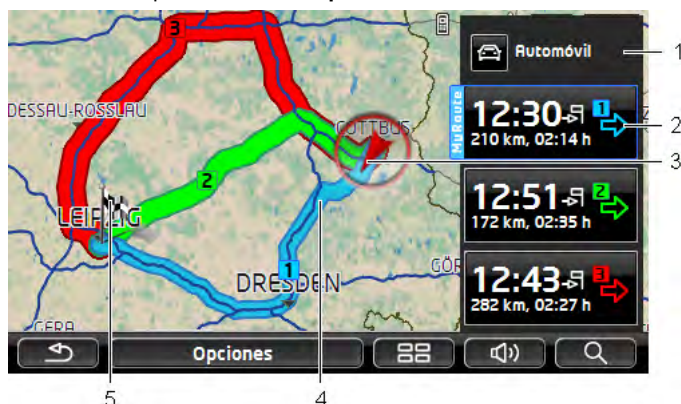 3
DESSAU-ROSSLAU
COTTBUS
2
LEIPZIG
1
DRESDEN
GÖR
GERA
Automóvil
MyRoute
12:30 1
210 km, 02:14 h
12:51 2
172 km, 02:35 h
12:43 3
282 km, 02:27 h
Opciones
1
2
3
4
5